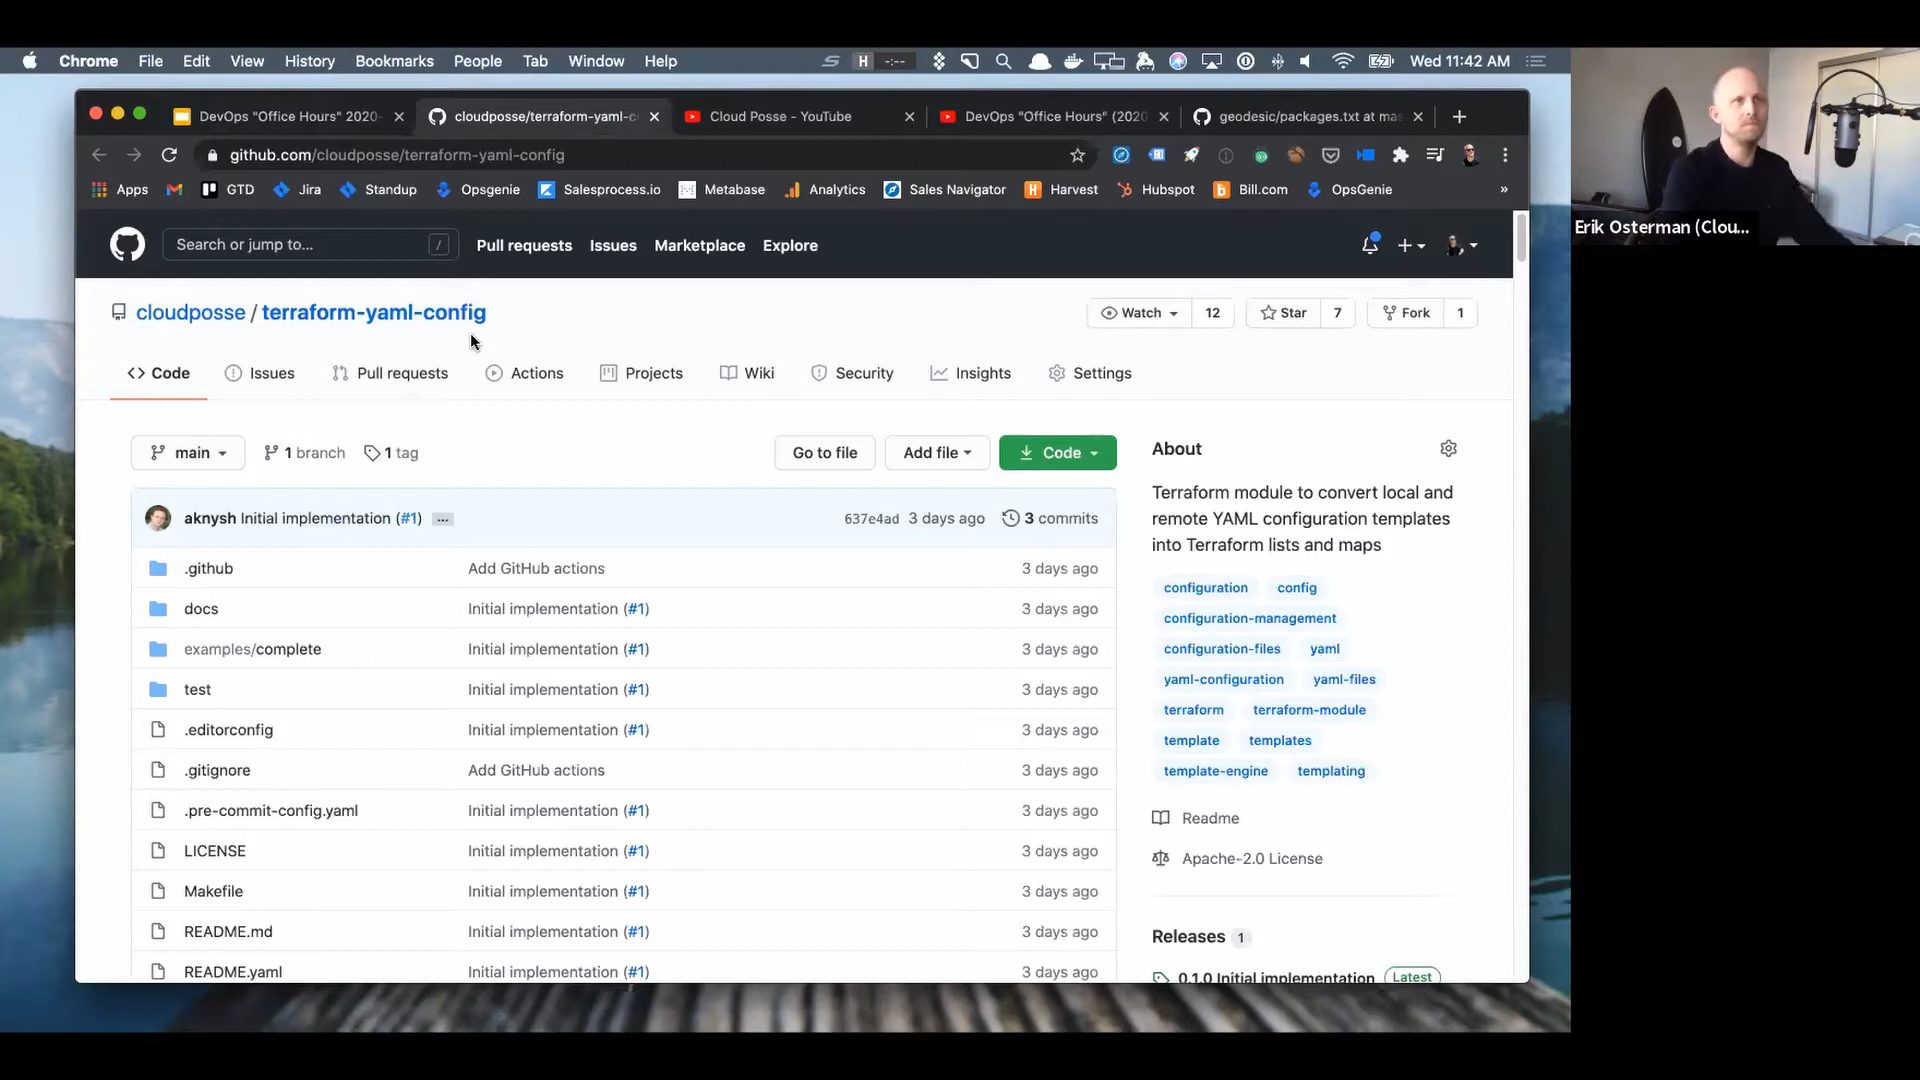 Chrome File Edit View History Bookmarks People Tab Window Help
H -:-- Wed 11:42 AM
DevOps "Office Hours" 2020-
cloudposse/terraform-yaml-c
Cloud Posse - YouTube
DevOps "Office Hours" (2020
geodesic/packages.txt at mas
github.com/cloudposse/terraform-yaml-config
Apps GTD Jira Standup Opsgenie Salesprocess.io Metabase Analytics Sales Navigator Harvest Hubspot Bill.com OpsGenie »
Search or jump to... / Pull requests Issues Marketplace Explore
Erik Osterman (Clou...
cloudposse / terraform-yaml-config
Watch 12 Star 7 Fork 1
Code Issues Pull requests Actions Projects Wiki Security Insights Settings
main 1 branch 1 tag Go to file Add file Code
aknysh Initial implementation (#1) ... 637e4ad 3 days ago 3 commits
.github Add GitHub actions 3 days ago
docs Initial implementation (#1) 3 days ago
examples/complete Initial implementation (#1) 3 days ago
test Initial implementation (#1) 3 days ago
.editorconfig Initial implementation (#1) 3 days ago
.gitignore Add GitHub actions 3 days ago
.pre-commit-config.yaml Initial implementation (#1) 3 days ago
LICENSE Initial implementation (#1) 3 days ago
Makefile Initial implementation (#1) 3 days ago
README.md Initial implementation (#1) 3 days ago
README.yaml Initial implementation (#1) 3 days ago
About
Terraform module to convert local and
remote YAML configuration templates
into Terraform lists and maps
configuration config
configuration-management
configuration-files yaml
yaml-configuration yaml-files
terraform terraform-module
template templates
template-engine templating
Readme
Apache-2.0 License
Releases 1
0.1.0 Initial implementation Latest